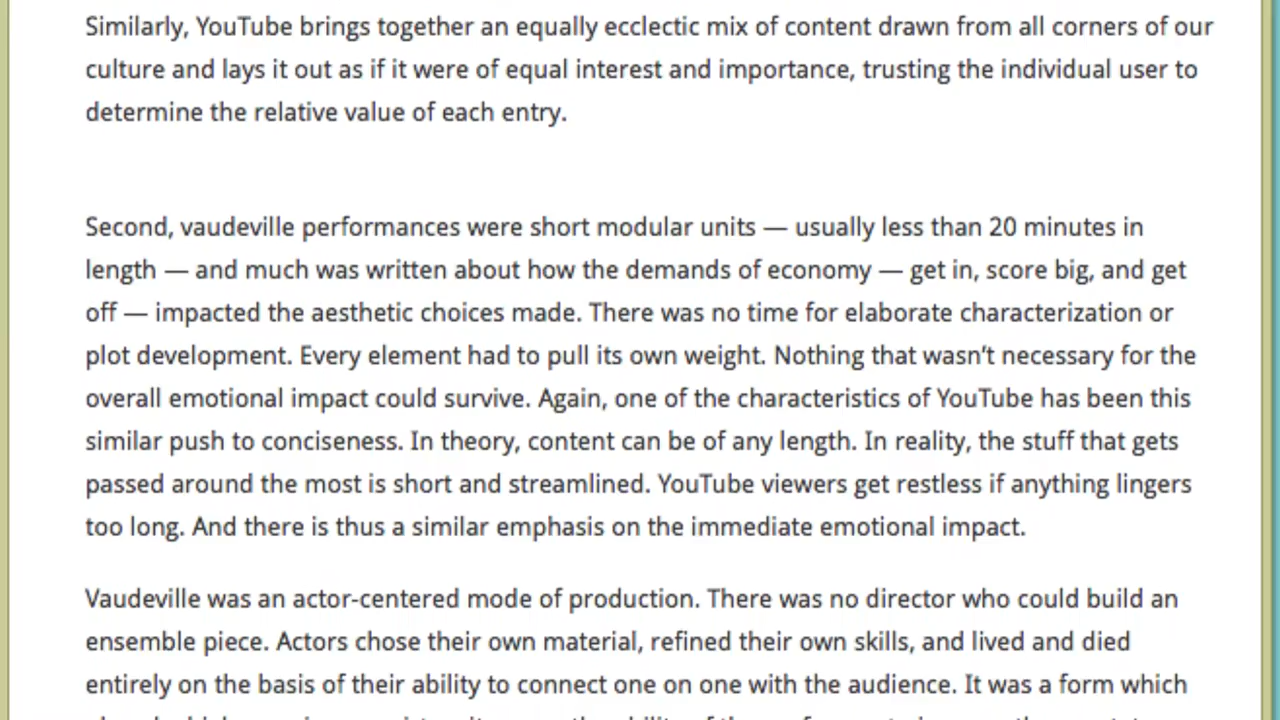 Similarly, YouTube brings together an equally ecclectic mix of content drawn from all corners of our
culture and lays it out as if it were of equal interest and importance, trusting the individual user to
determine the relative value of each entry.
Second, vaudeville performances were short modular units — usually less than 20 minutes in
length — and much was written about how the demands of economy — get in, score big, and get
off — impacted the aesthetic choices made. There was no time for elaborate characterization or
plot development. Every element had to pull its own weight. Nothing that wasn’t necessary for the
overall emotional impact could survive. Again, one of the characteristics of YouTube has been this
similar push to conciseness. In theory, content can be of any length. In reality, the stuff that gets
passed around the most is short and streamlined. YouTube viewers get restless if anything lingers
too long. And there is thus a similar emphasis on the immediate emotional impact.
Vaudeville was an actor-centered mode of production. There was no director who could build an
ensemble piece. Actors chose their own material, refined their own skills, and lived and died
entirely on the basis of their ability to connect one on one with the audience. It was a form which